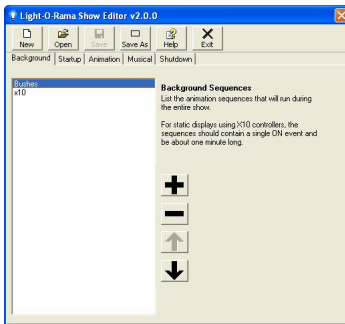 Light-O-Rama Show Editor v2.0.0
New Open Save Save As Help Exit
Background Startup Animation Musical Shutdown
Bushes
x10
Background Sequences
List the animation sequences that will run during
the entire show.
For static displays using X10 controllers, the
sequences should contain a single ON event and
be about one minute long.